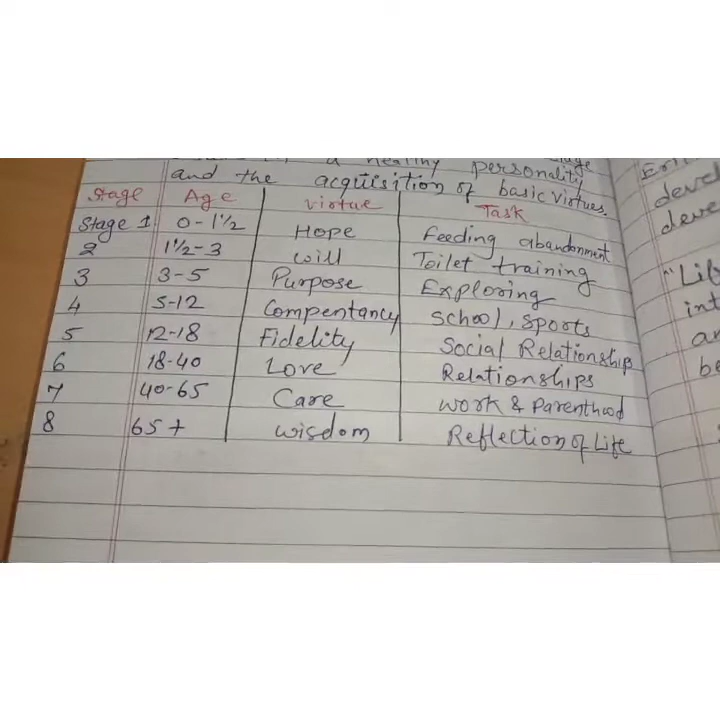 a healthy personality
and the acquisition of basic virtues.
Stage Age virtue Task
Stage 1 0-1½ Hope Feeding abandonment
2 1½-3 will Toilet training
3 3-5 Purpose Exploring
4 5-12 Compentancy School, Sports
5 12-18 Fidelity Social Relationship
6 18-40 Love Relationships
7 40-65 Care work & Parenthood
8 65+ wisdom Reflection of Life